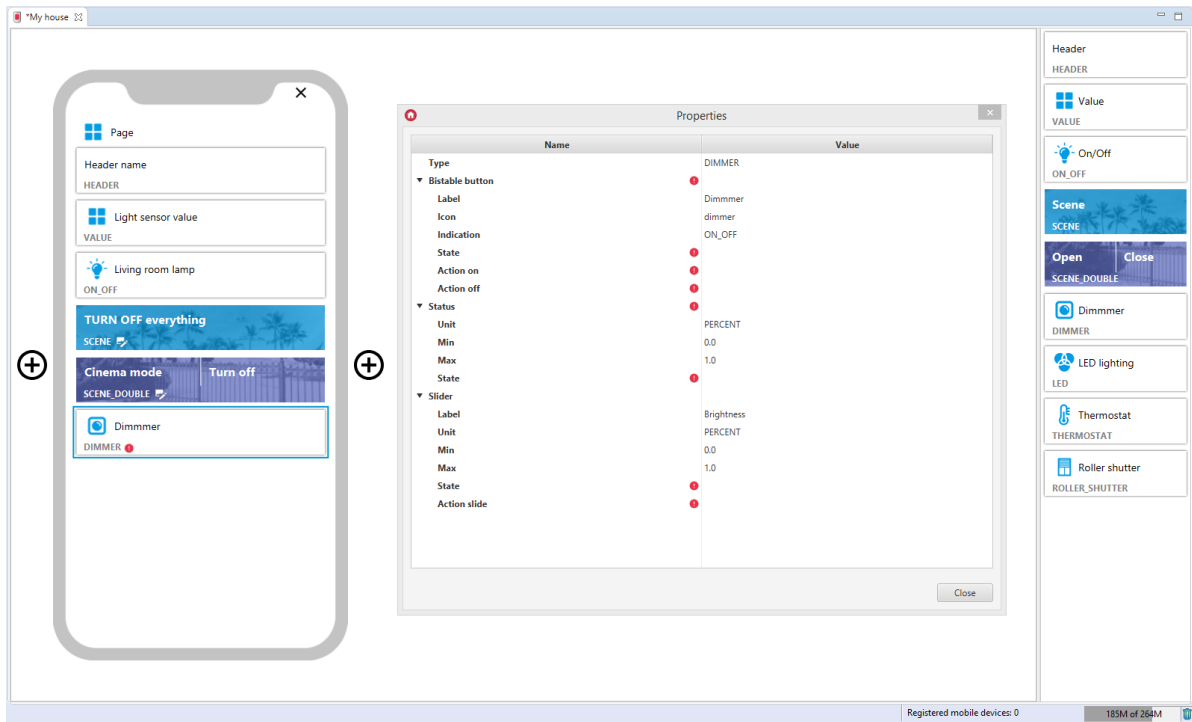 *My house
Page
Header name
HEADER
Light sensor value
VALUE
Living room lamp
ON_OFF
TURN OFF everything
SCENE
Cinema mode Turn off
SCENE_DOUBLE
Dimmmer
DIMMER
Properties
Name Value
Type DIMMER
Bistable button
Label Dimmmer
Icon dimmer
Indication ON_OFF
State
Action on
Action off
Status
Unit PERCENT
Min 0.0
Max 1.0
State
Slider
Label Brightness
Unit PERCENT
Min 0.0
Max 1.0
State
Action slide
Close
Header
HEADER
Value
VALUE
On/Off
ON_OFF
Scene
SCENE
Open Close
SCENE_DOUBLE
Dimmmer
DIMMER
LED lighting
LED
Thermostat
THERMOSTAT
Roller shutter
ROLLER_SHUTTER
Registered mobile devices: 0
185M of 264M